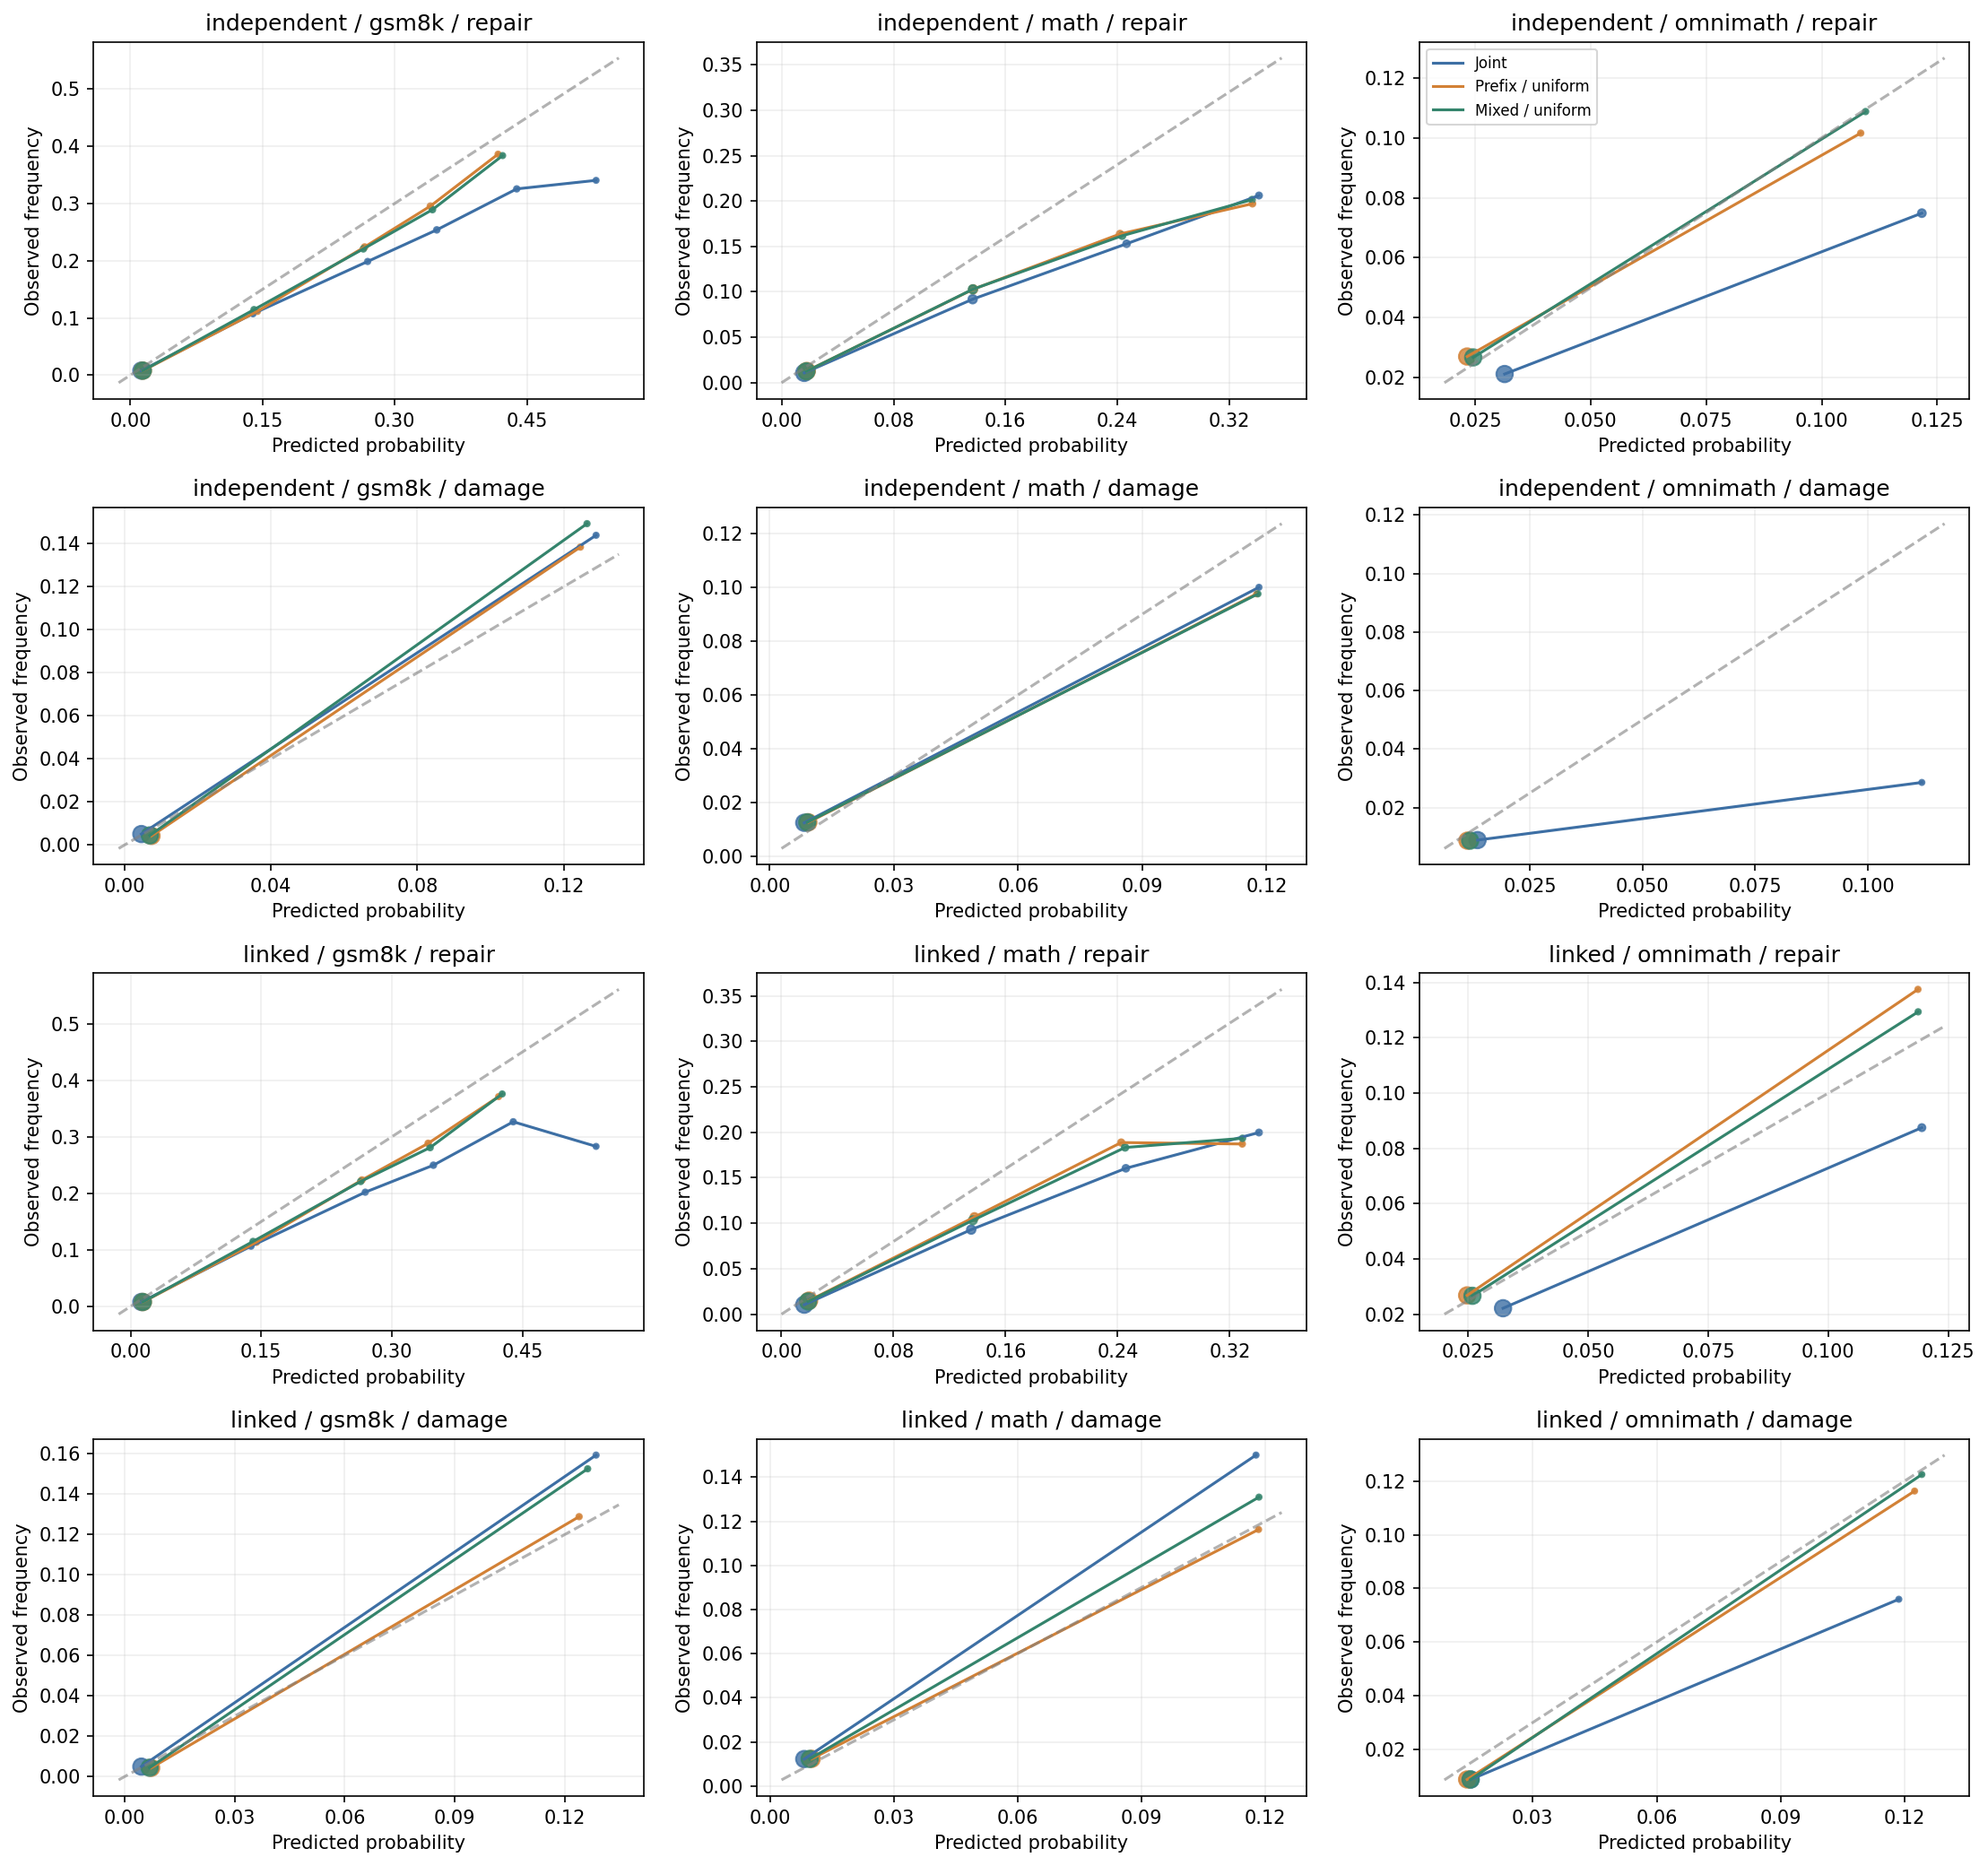 independent / gsm8k / repair
Observed frequency
0.5
0.4
0.3
0.2
0.1
0.0
0.00 0.15 0.30 0.45
Predicted probability
independent / math / repair
Observed frequency
0.35
0.30
0.25
0.20
0.15
0.10
0.05
0.00
0.00 0.08 0.16 0.24 0.32
Predicted probability
independent / omnimath / repair
Joint
Prefix / uniform
Mixed / uniform
Observed frequency
0.12
0.10
0.08
0.06
0.04
0.02
0.025 0.050 0.075 0.100 0.125
Predicted probability
independent / gsm8k / damage
Observed frequency
0.14
0.12
0.10
0.08
0.06
0.04
0.02
0.00
0.00 0.04 0.08 0.12
Predicted probability
independent / math / damage
Observed frequency
0.12
0.10
0.08
0.06
0.04
0.02
0.00
0.00 0.03 0.06 0.09 0.12
Predicted probability
independent / omnimath / damage
Observed frequency
0.12
0.10
0.08
0.06
0.04
0.02
0.025 0.050 0.075 0.100
Predicted probability
linked / gsm8k / repair
Observed frequency
0.5
0.4
0.3
0.2
0.1
0.0
0.00 0.15 0.30 0.45
Predicted probability
linked / math / repair
Observed frequency
0.35
0.30
0.25
0.20
0.15
0.10
0.05
0.00
0.00 0.08 0.16 0.24 0.32
Predicted probability
linked / omnimath / repair
Observed frequency
0.14
0.12
0.10
0.08
0.06
0.04
0.02
0.025 0.050 0.075 0.100 0.125
Predicted probability
linked / gsm8k / damage
Observed frequency
0.16
0.14
0.12
0.10
0.08
0.06
0.04
0.02
0.00
0.00 0.03 0.06 0.09 0.12
Predicted probability
linked / math / damage
Observed frequency
0.14
0.12
0.10
0.08
0.06
0.04
0.02
0.00
0.00 0.03 0.06 0.09 0.12
Predicted probability
linked / omnimath / damage
Observed frequency
0.12
0.10
0.08
0.06
0.04
0.02
0.03 0.06 0.09 0.12
Predicted probability